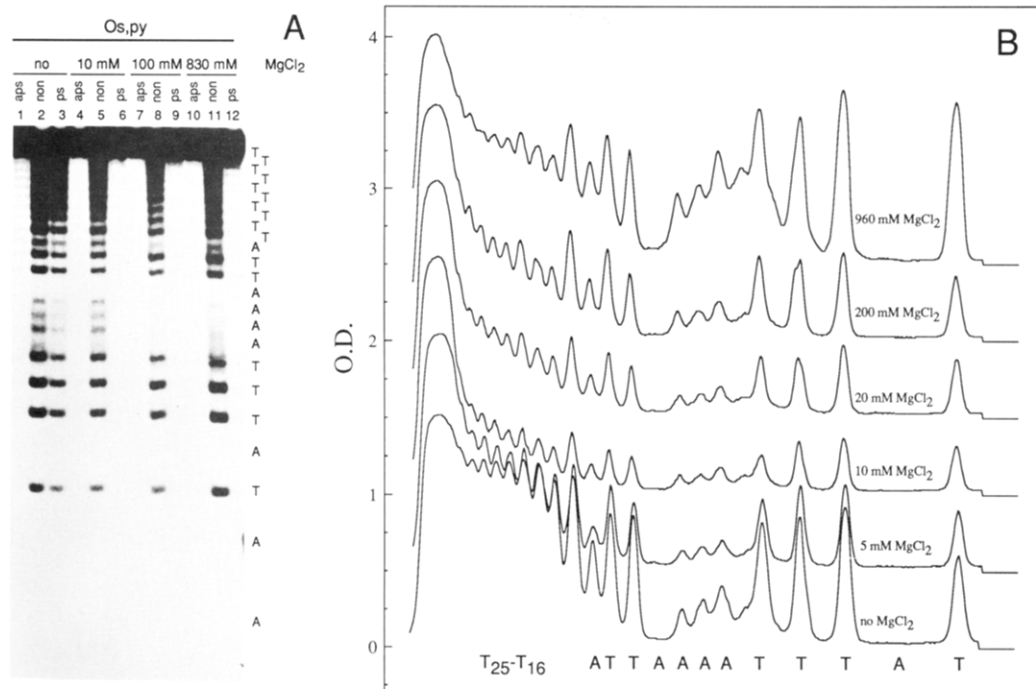 A
Os,py
no 10 mM 100 mM 830 mM MgCl2
aps non ps aps non ps aps non ps aps non ps
1 2 3 4 5 6 7 8 9 10 11 12
T
T
T
T
T
T
T
T
T
T
A
T
T
A
A
A
A
T
T
T
A
T
A
A
B
O.D.
4
3
2
1
0
960 mM MgCl2
200 mM MgCl2
20 mM MgCl2
10 mM MgCl2
5 mM MgCl2
no MgCl2
T25-T16 A T T A A A A T T T A T